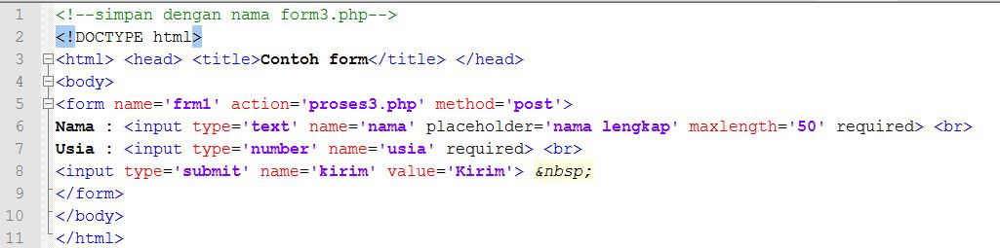 1 <!--simpan dengan nama form3.php-->
2 <!DOCTYPE html>
3 <html> <head> <title>Contoh form</title> </head>
4 <body>
5 <form name='frm1' action='proses3.php' method='post'>
6 Nama : <input type='text' name='nama' placeholder='nama lengkap' maxlength='50' required> <br>
7 Usia : <input type='number' name='usia' required> <br>
8 <input type='submit' name='kirim' value='Kirim'> &nbsp;
9 </form>
10 </body>
11 </html>